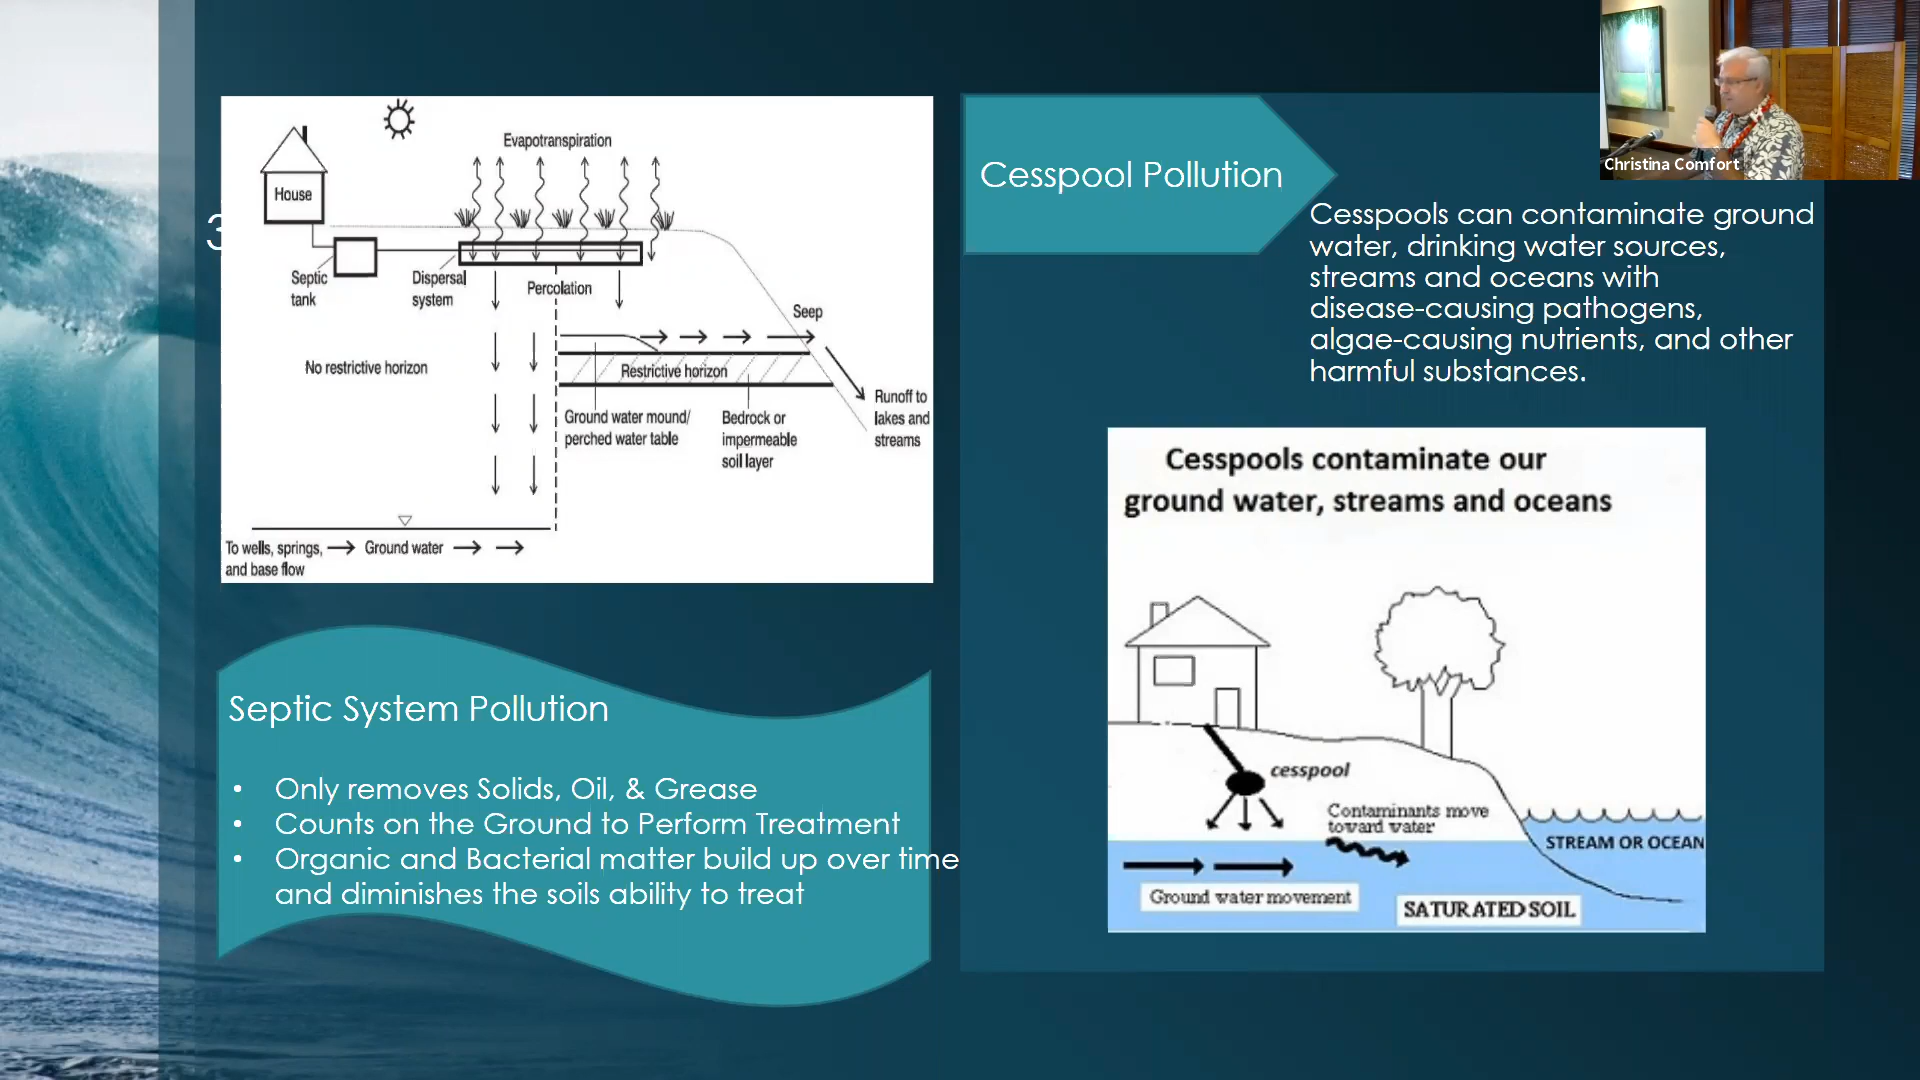 Evapotranspiration
House
3
Septic
tank
Dispersal
system
Percolation
Seep
No restrictive horizon
Restrictive horizon
Ground water mound/
perched water table
Bedrock or
impermeable
soil layer
Runoff to
lakes and
streams
To wells, springs,
and base flow
Ground water
Septic System Pollution
• Only removes Solids, Oil, & Grease
• Counts on the Ground to Perform Treatment
• Organic and Bacterial matter build up over time
and diminishes the soils ability to treat
Cesspool Pollution
Christina Comfort
Cesspools can contaminate ground
water, drinking water sources,
streams and oceans with
disease-causing pathogens,
algae-causing nutrients, and other
harmful substances.
Cesspools contaminate our
ground water, streams and oceans
cesspool
Contaminants move
toward water
STREAM OR OCEAN
Ground water movement
SATURATED SOIL